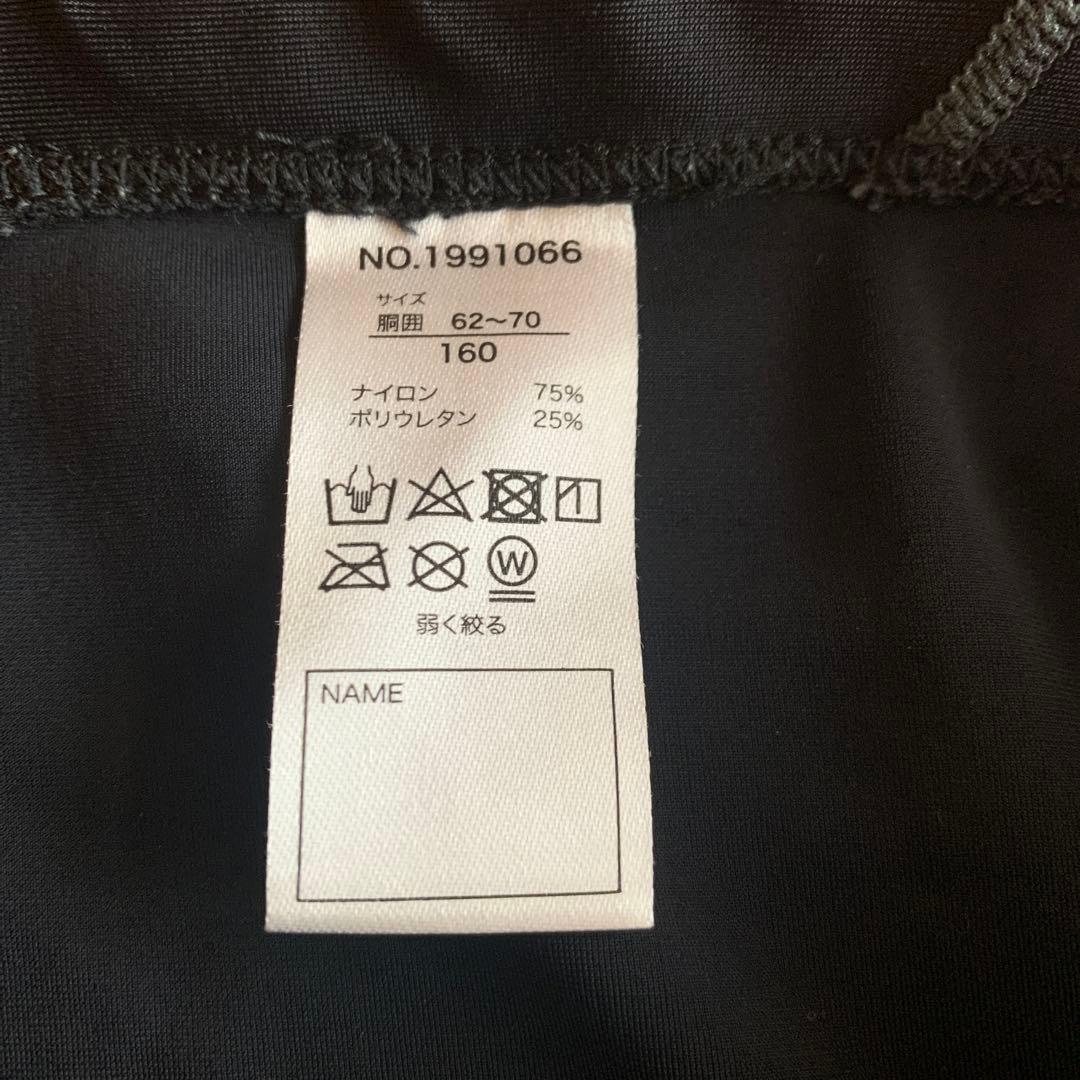 NO.1991066
サイズ
胴囲 62〜70
160
ナイロン 75%
ポリウレタン 25%
W
弱く絞る
NAME